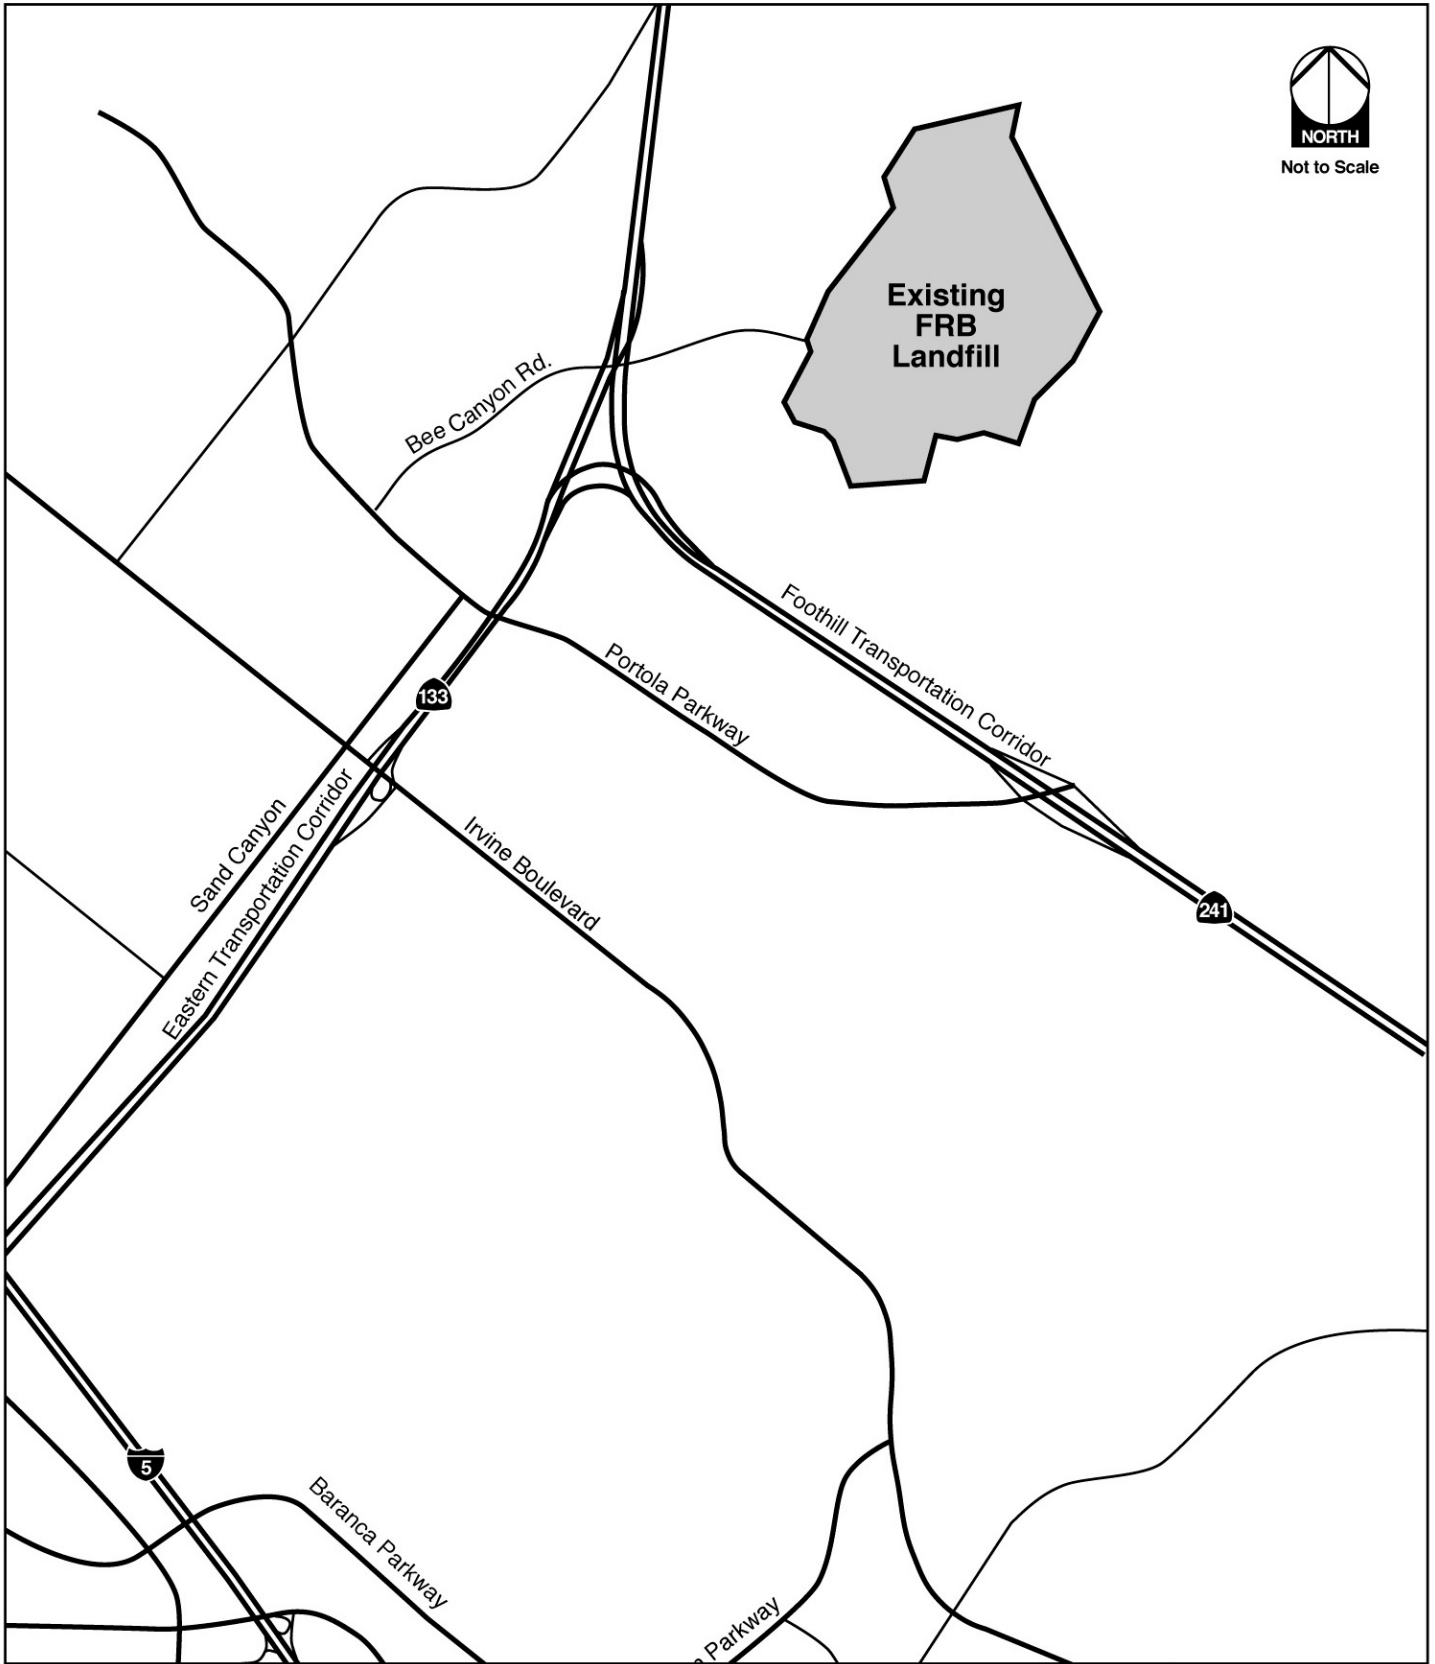 NORTH
Not to Scale
Existing
FRB
Landfill
Bee Canyon Rd.
Foothill Transportation Corridor
Portola Parkway
133
Sand Canyon
Eastern Transportation Corridor
Irvine Boulevard
241
5
Baranca Parkway
Parkway